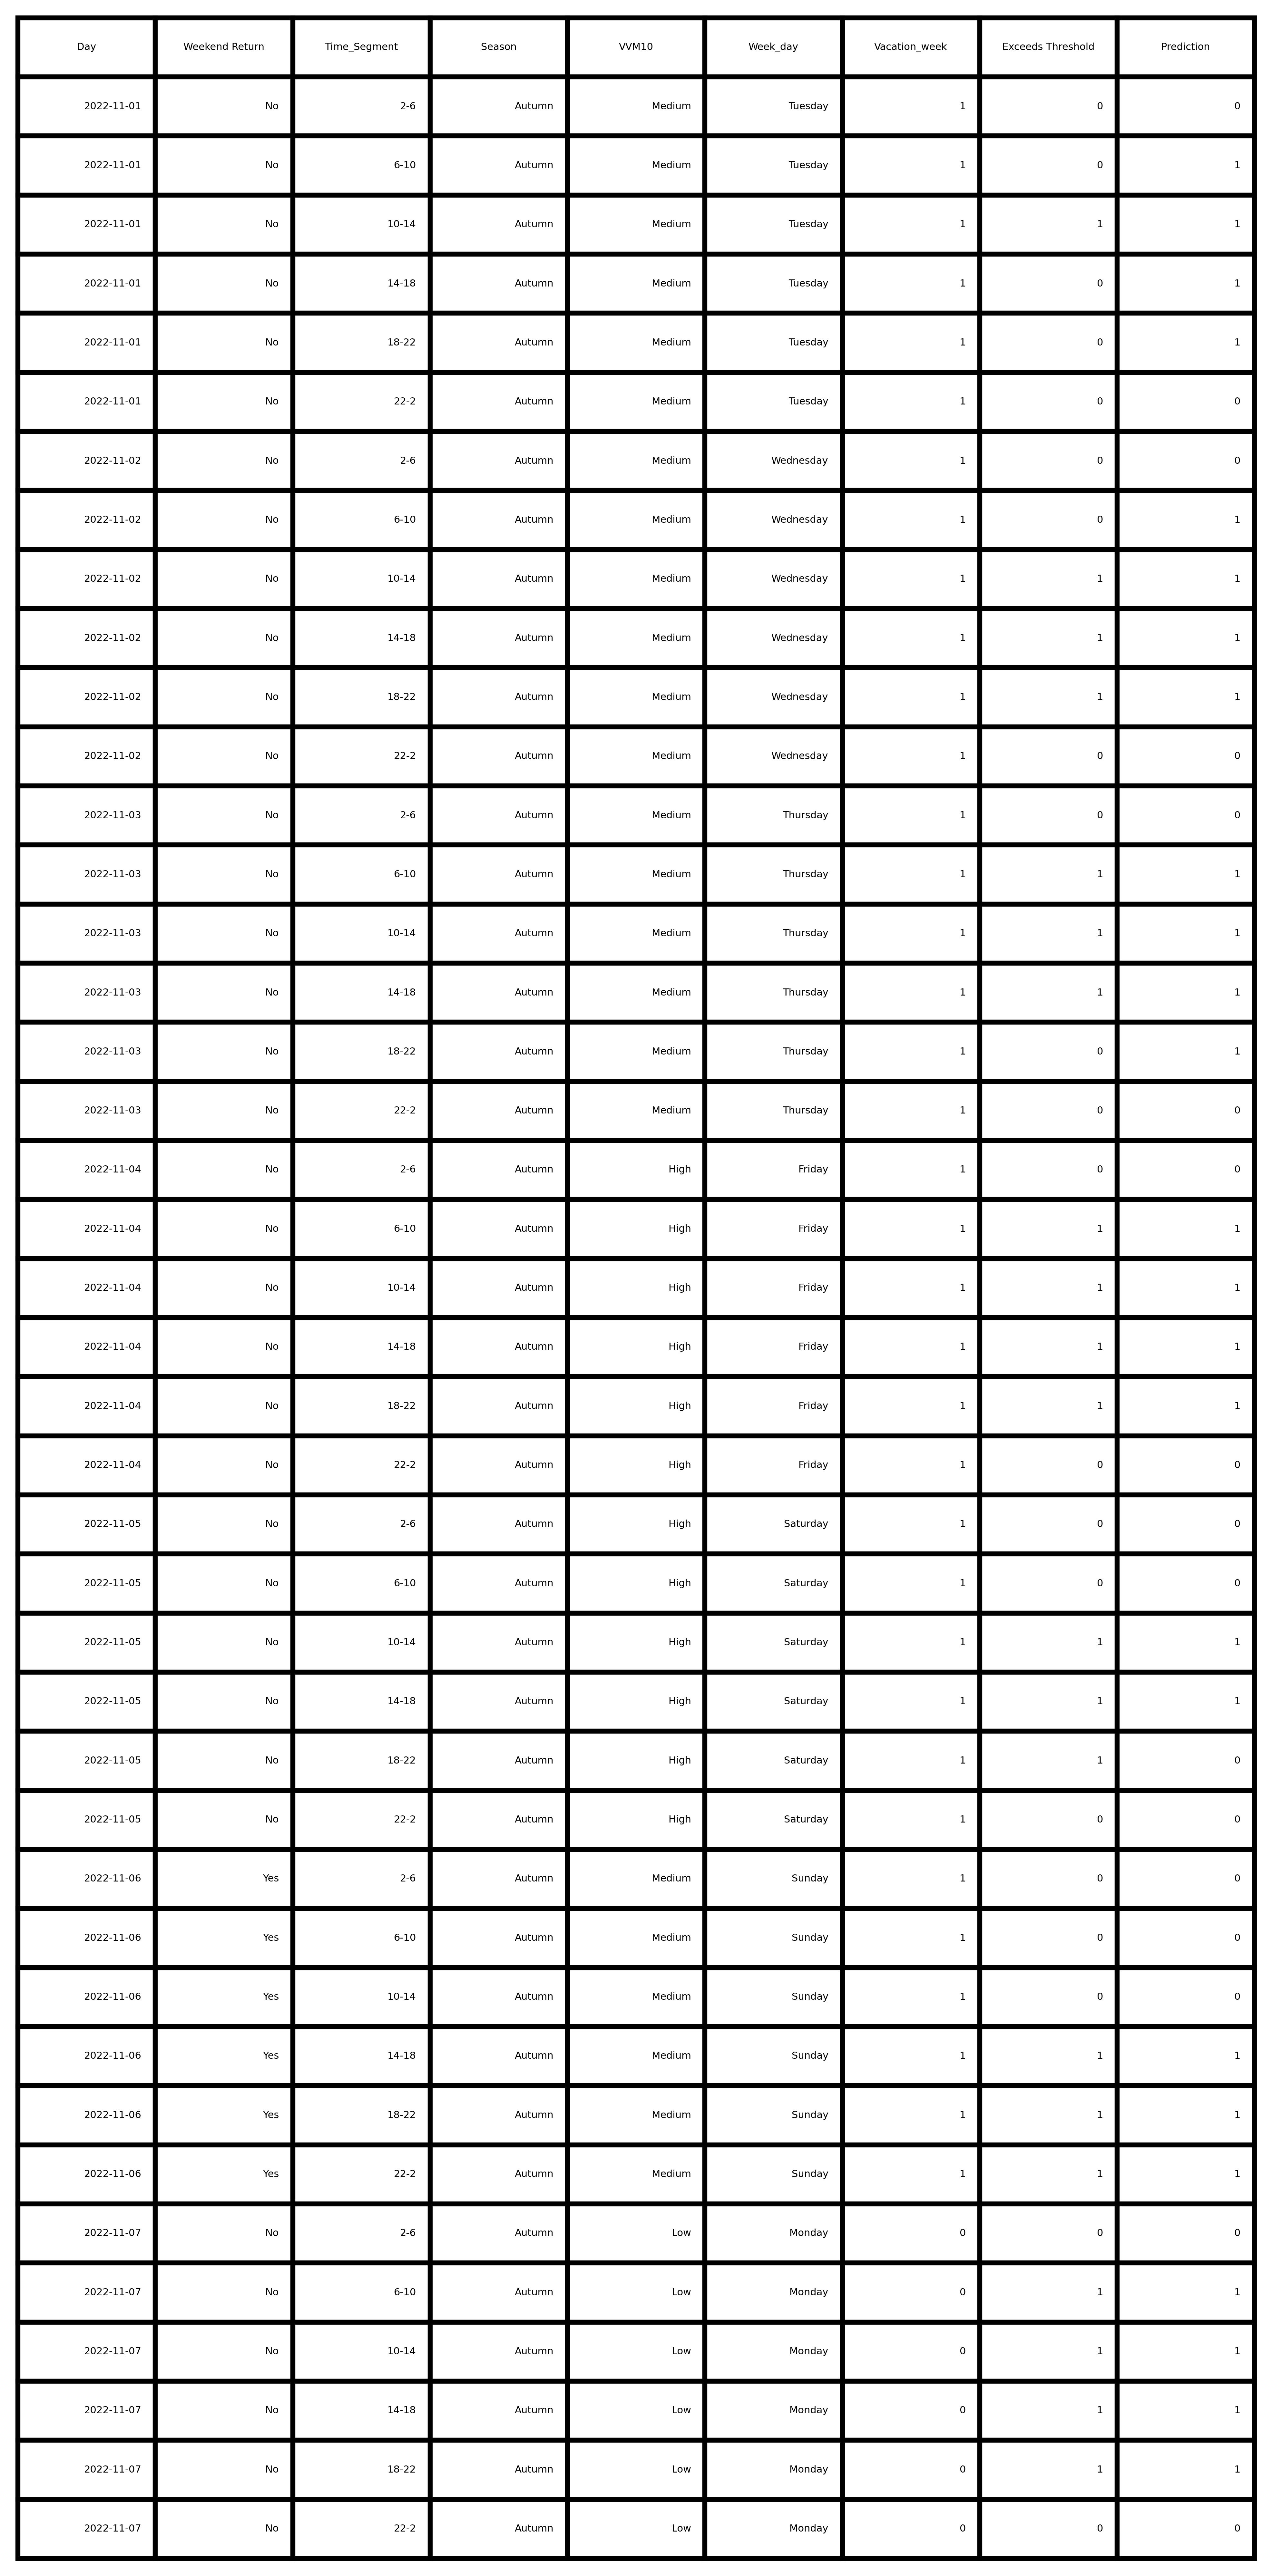 Day Weekend Return Time_Segment Season VVM10 Week_day Vacation_week Exceeds Threshold Prediction
2022-11-01 No 2-6 Autumn Medium Tuesday 1 0 0
2022-11-01 No 6-10 Autumn Medium Tuesday 1 0 1
2022-11-01 No 10-14 Autumn Medium Tuesday 1 1 1
2022-11-01 No 14-18 Autumn Medium Tuesday 1 0 1
2022-11-01 No 18-22 Autumn Medium Tuesday 1 0 1
2022-11-01 No 22-2 Autumn Medium Tuesday 1 0 0
2022-11-02 No 2-6 Autumn Medium Wednesday 1 0 0
2022-11-02 No 6-10 Autumn Medium Wednesday 1 0 1
2022-11-02 No 10-14 Autumn Medium Wednesday 1 1 1
2022-11-02 No 14-18 Autumn Medium Wednesday 1 1 1
2022-11-02 No 18-22 Autumn Medium Wednesday 1 1 1
2022-11-02 No 22-2 Autumn Medium Wednesday 1 0 0
2022-11-03 No 2-6 Autumn Medium Thursday 1 0 0
2022-11-03 No 6-10 Autumn Medium Thursday 1 1 1
2022-11-03 No 10-14 Autumn Medium Thursday 1 1 1
2022-11-03 No 14-18 Autumn Medium Thursday 1 1 1
2022-11-03 No 18-22 Autumn Medium Thursday 1 0 1
2022-11-03 No 22-2 Autumn Medium Thursday 1 0 0
2022-11-04 No 2-6 Autumn High Friday 1 0 0
2022-11-04 No 6-10 Autumn High Friday 1 1 1
2022-11-04 No 10-14 Autumn High Friday 1 1 1
2022-11-04 No 14-18 Autumn High Friday 1 1 1
2022-11-04 No 18-22 Autumn High Friday 1 1 1
2022-11-04 No 22-2 Autumn High Friday 1 0 0
2022-11-05 No 2-6 Autumn High Saturday 1 0 0
2022-11-05 No 6-10 Autumn High Saturday 1 0 0
2022-11-05 No 10-14 Autumn High Saturday 1 1 1
2022-11-05 No 14-18 Autumn High Saturday 1 1 1
2022-11-05 No 18-22 Autumn High Saturday 1 1 0
2022-11-05 No 22-2 Autumn High Saturday 1 0 0
2022-11-06 Yes 2-6 Autumn Medium Sunday 1 0 0
2022-11-06 Yes 6-10 Autumn Medium Sunday 1 0 0
2022-11-06 Yes 10-14 Autumn Medium Sunday 1 0 0
2022-11-06 Yes 14-18 Autumn Medium Sunday 1 1 1
2022-11-06 Yes 18-22 Autumn Medium Sunday 1 1 1
2022-11-06 Yes 22-2 Autumn Medium Sunday 1 1 1
2022-11-07 No 2-6 Autumn Low Monday 0 0 0
2022-11-07 No 6-10 Autumn Low Monday 0 1 1
2022-11-07 No 10-14 Autumn Low Monday 0 1 1
2022-11-07 No 14-18 Autumn Low Monday 0 1 1
2022-11-07 No 18-22 Autumn Low Monday 0 1 1
2022-11-07 No 22-2 Autumn Low Monday 0 0 0